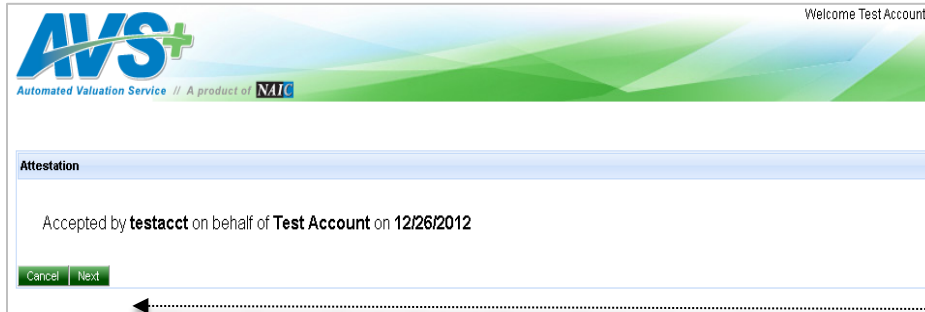 Welcome Test Account
AVS+
Automated Valuation Service // A product of NAIC
Attestation
Accepted by testacct on behalf of Test Account on 12/26/2012
Cancel Next